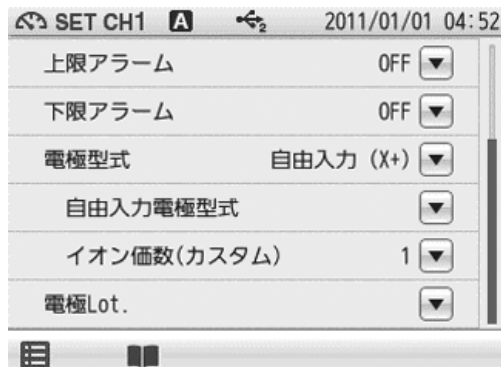 SET CH1 A 2 2011/01/01 04:52
上限アラーム OFF
下限アラーム OFF
電極型式 自由入力 (X+)
自由入力電極型式
イオン価数(カスタム) 1
電極Lot.